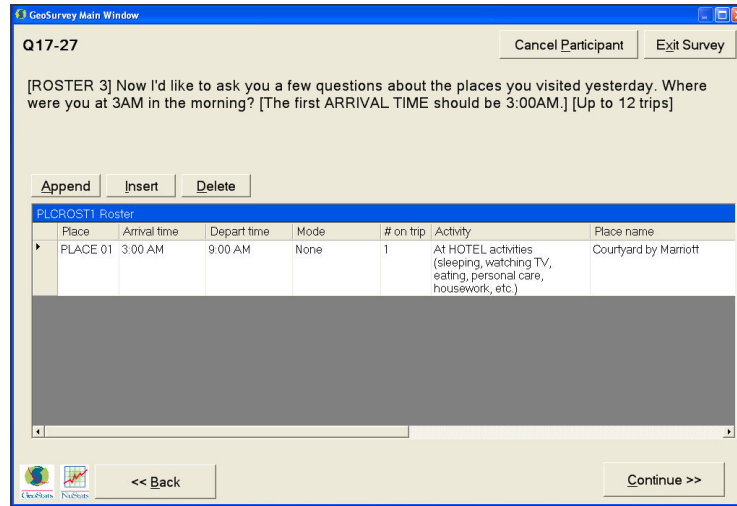 GeoSurvey Main Window
Q17-27
Cancel Participant
Exit Survey
[ROSTER 3] Now I'd like to ask you a few questions about the places you visited yesterday. Where
were you at 3AM in the morning? [The first ARRIVAL TIME should be 3:00AM.] [Up to 12 trips]
Append
Insert
Delete
PLCROST1 Roster
Place Arrival time Depart time Mode # on trip Activity Place name
PLACE 01 3:00 AM 9:00 AM None 1 At HOTEL activities Courtyard by Marriott
(sleeping, watching TV,
eating, personal care,
housework, etc.)
GeoStats NuStats
<< Back
Continue >>